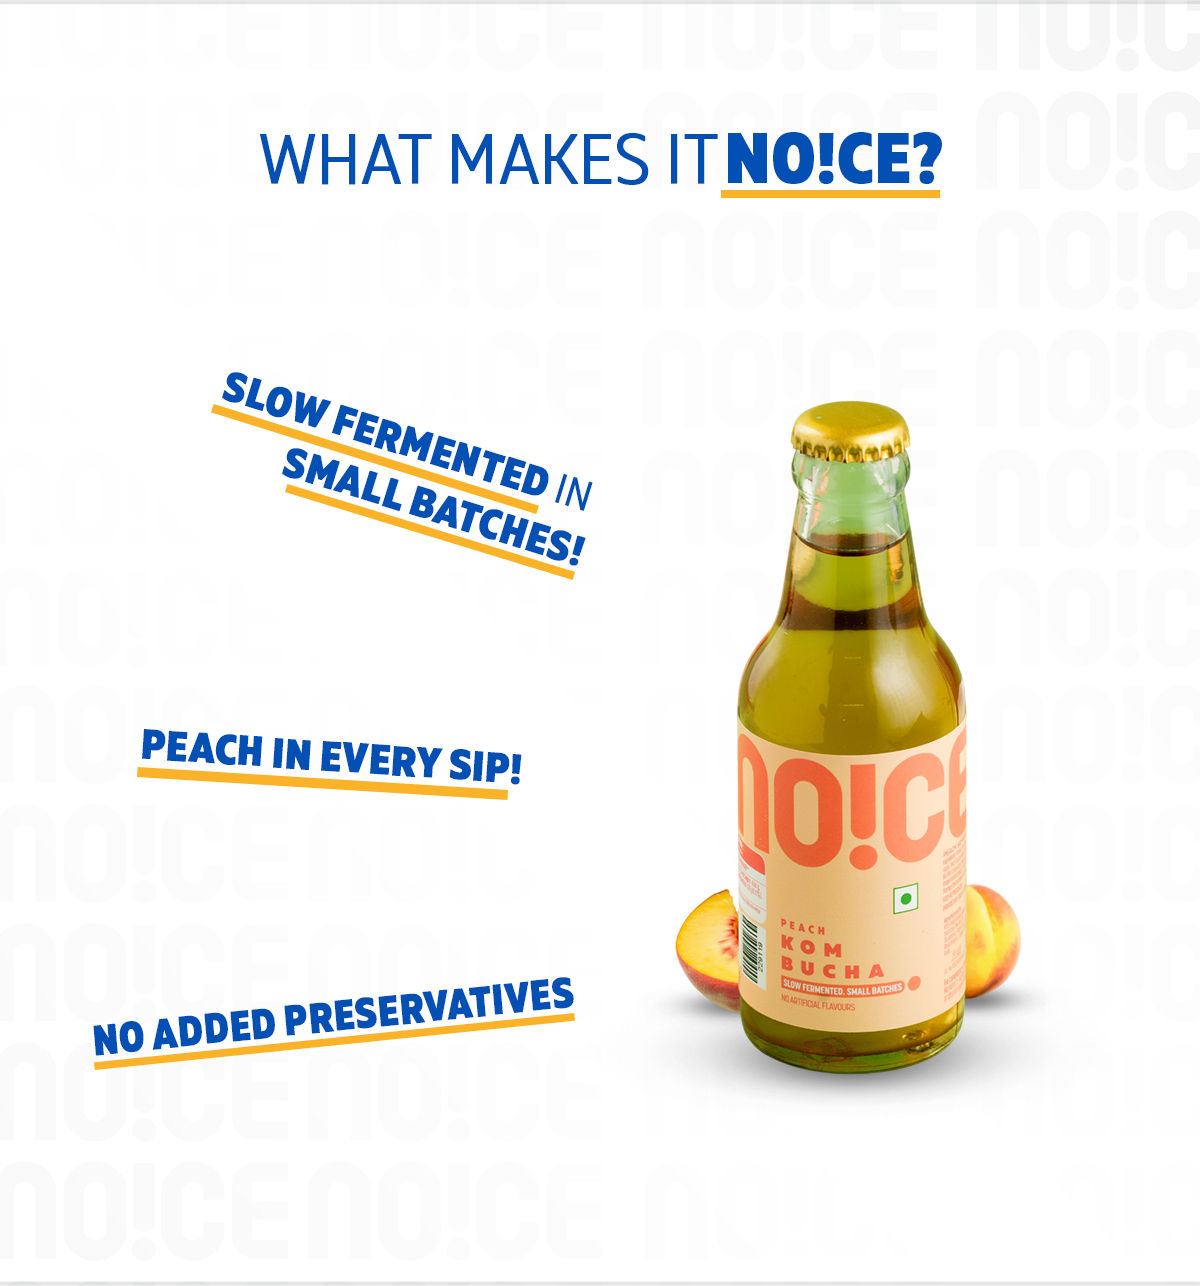 WHAT MAKES IT NO!CE?
SLOW FERMENTED IN
SMALL BATCHES!
PEACH IN EVERY SIP!
NO ADDED PRESERVATIVES
no!ce
PEACH
KOM
BUCHA
SLOW FERMENTED, SMALL BATCHES
NO ARTIFICIAL FLAVOURS